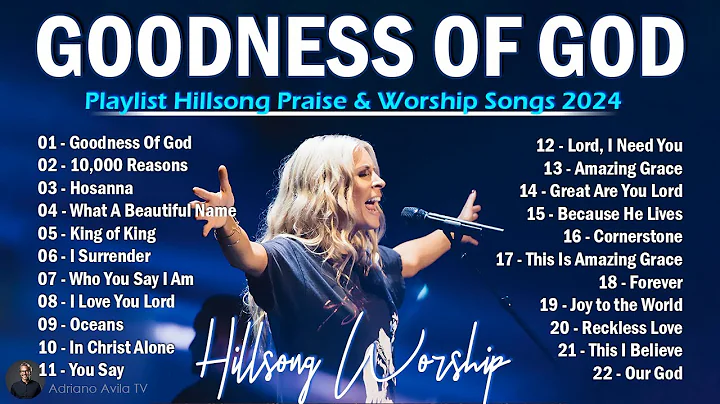 GOODNESS OF GOD
Playlist Hillsong Praise & Worship Songs 2024
01 - Goodness Of God
02 - 10,000 Reasons
03 - Hosanna
04 - What A Beautiful Name
05 - King of King
06 - I Surrender
07 - Who You Say I Am
08 - I Love You Lord
09 - Oceans
10 - In Christ Alone
11 - You Say
12 - Lord, I Need You
13 - Amazing Grace
14 - Great Are You Lord
15 - Because He Lives
16 - Cornerstone
17 - This Is Amazing Grace
18 - Forever
19 - Joy to the World
20 - Reckless Love
21 - This I Believe
22 - Our God
Hillsong Worship
Adriano Avila TV